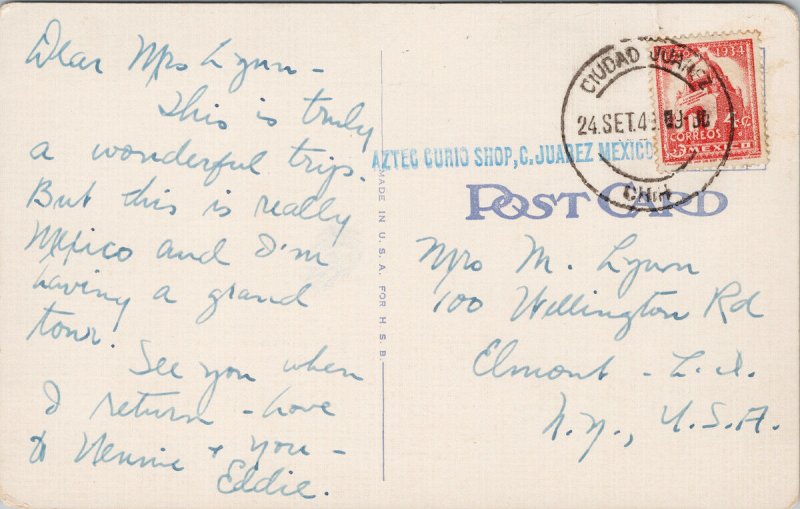 Dear Mrs Lynn -
This is truly
a wonderful trip.
But this is really
Mexico and I'm
having a grand
tour.
See you when
I return - love
to Nennie + you -
Eddie.
MADE IN U.S.A. FOR H.S.B.
AZTEC CURIO SHOP, C. JUAREZ MEXICO
CIUDAD JUAREZ
24.SET.4
CHIH
1934
CORREOS
MEXICO
POST CARD
Mrs M. Lynn
100 Wellington Rd
Elmont - L.I.
N.Y., U.S.A.